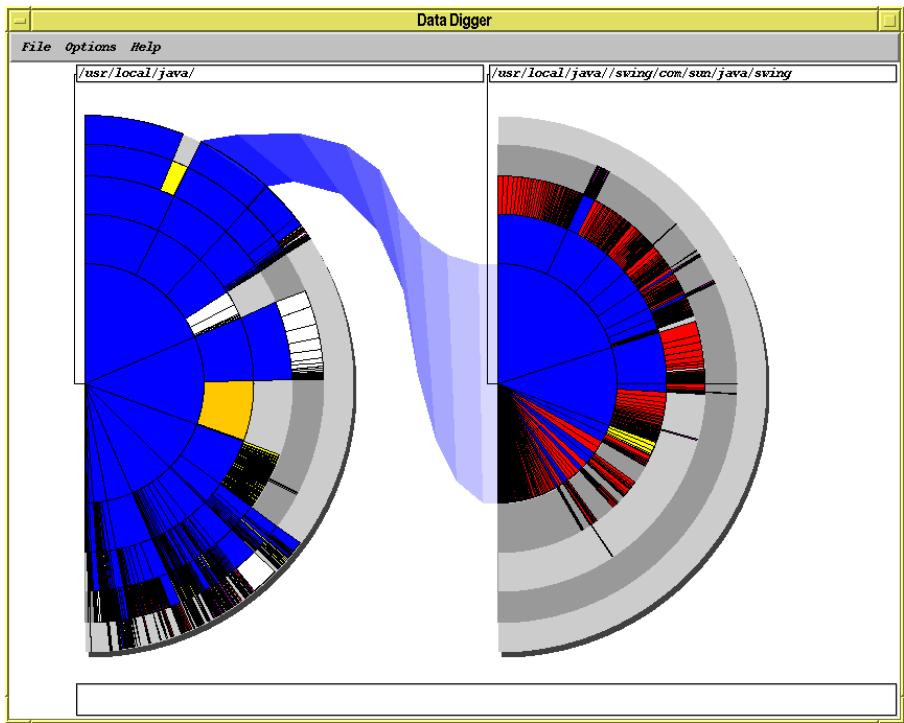 Data Digger
File Options Help
/usr/local/java/
/usr/local/java//swing/com/sun/java/swing